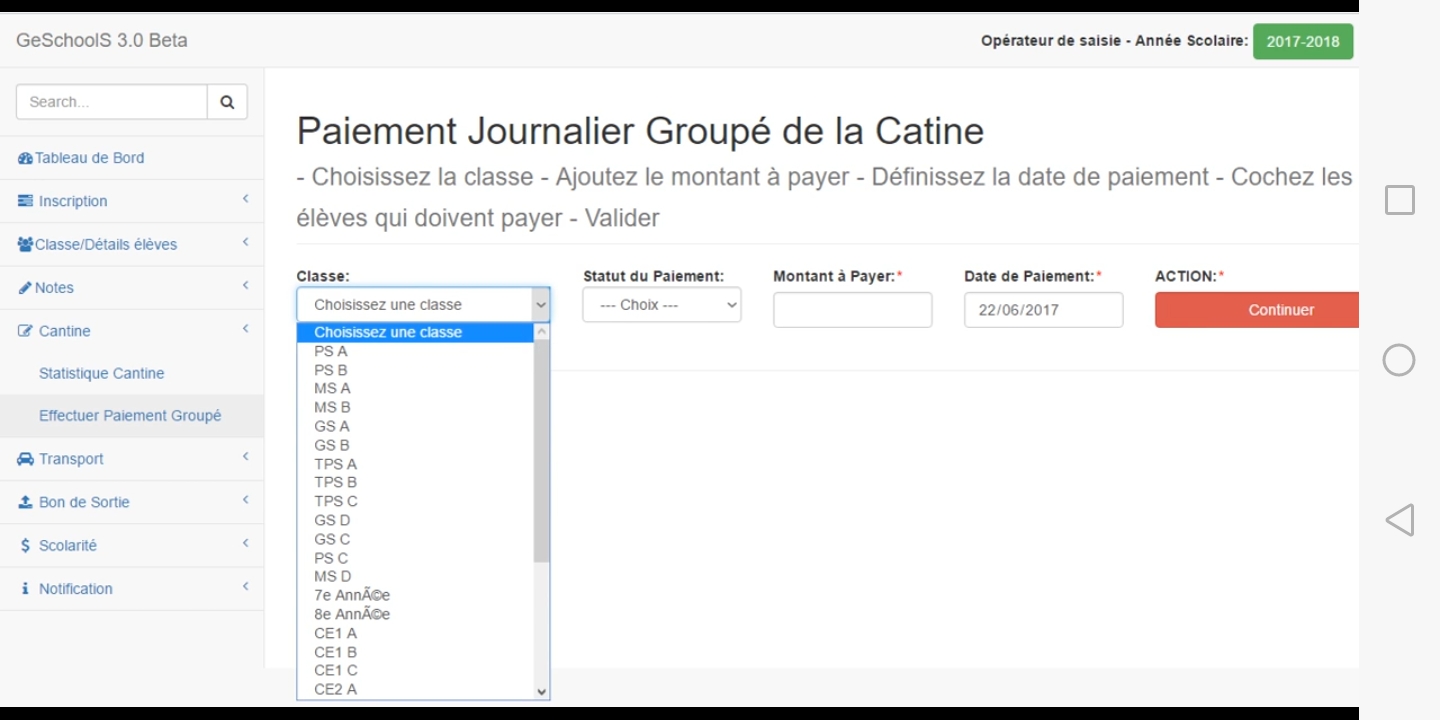 GeSchoolS 3.0 Beta
Opérateur de saisie - Année Scolaire: 2017-2018
Search...
Tableau de Bord
Inscription
Classe/Détails élèves
Notes
Cantine
Statistique Cantine
Effectuer Paiement Groupé
Transport
Bon de Sortie
Scolarité
Notification
Paiement Journalier Groupé de la Catine
- Choisissez la classe - Ajoutez le montant à payer - Définissez la date de paiement - Cochez les
élèves qui doivent payer - Valider
Classe: Statut du Paiement: Montant à Payer:* Date de Paiement:* ACTION:*
Choisissez une classe --- Choix --- 22/06/2017 Continuer
Choisissez une classe
PS A
PS B
MS A
MS B
GS A
GS B
TPS A
TPS B
TPS C
GS D
GS C
PS C
MS D
7e AnnÃ©e
8e AnnÃ©e
CE1 A
CE1 B
CE1 C
CE2 A